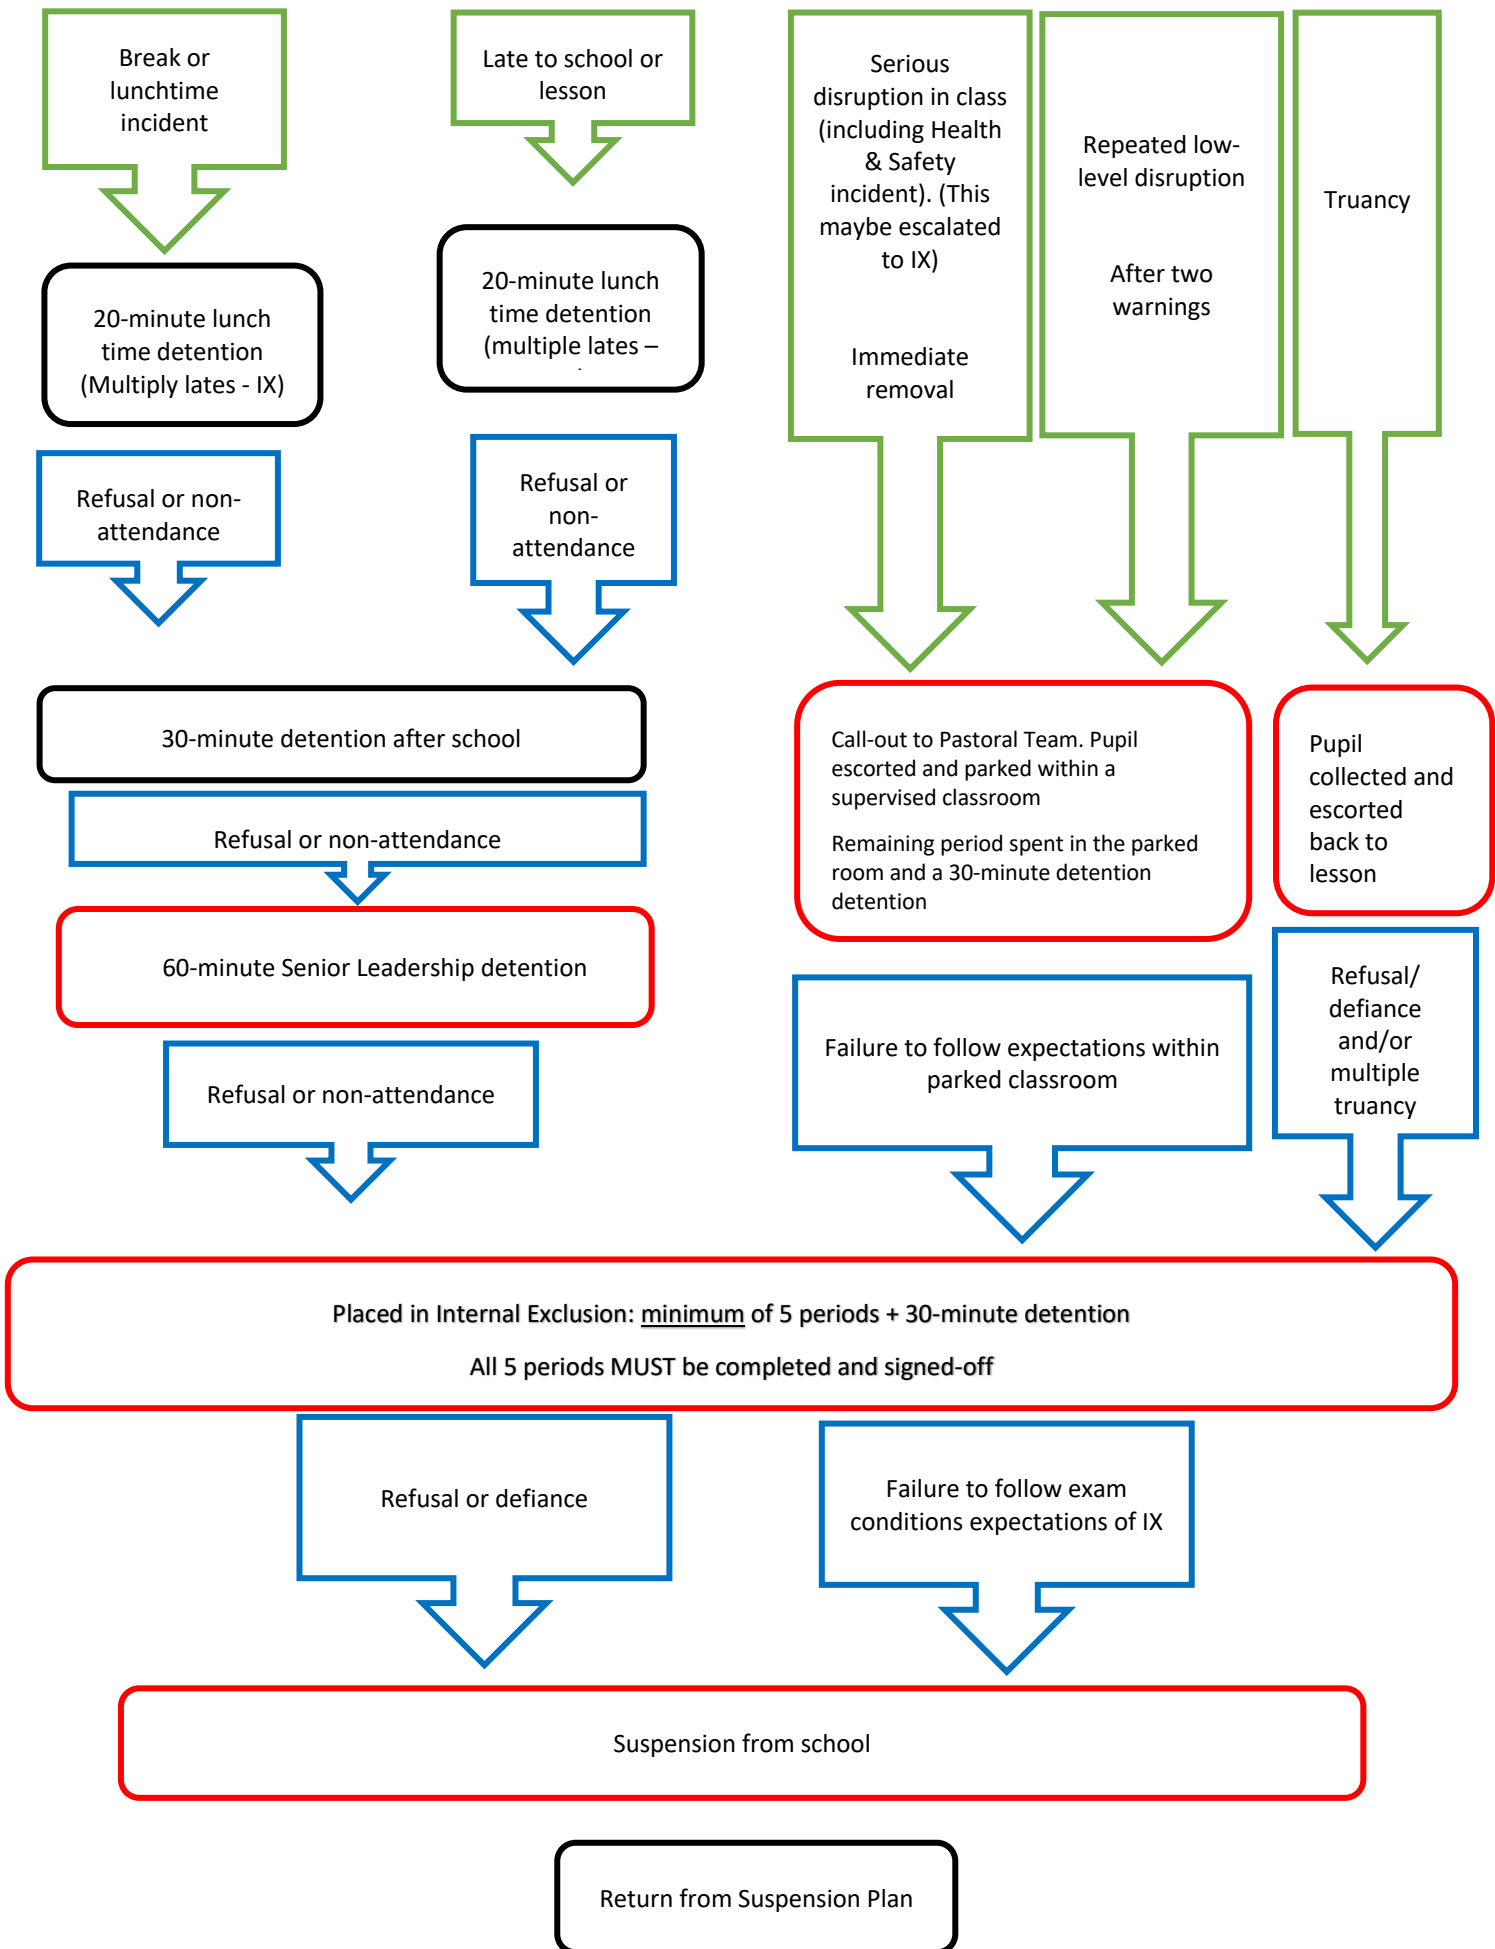 Break or
lunchtime
incident
Late to school or
lesson
Serious
disruption in class
(including Health
& Safety
incident). (This
maybe escalated
to IX)
Immediate
removal
Repeated low-
level disruption
After two
warnings
Truancy
20-minute lunch
time detention
(Multiply lates - IX)
20-minute lunch
time detention
(multiple lates –
Refusal or non-
attendance
Refusal or
non-
attendance
30-minute detention after school
Refusal or non-attendance
60-minute Senior Leadership detention
Refusal or non-attendance
Call-out to Pastoral Team. Pupil
escorted and parked within a
supervised classroom
Remaining period spent in the parked
room and a 30-minute detention
detention
Pupil
collected and
escorted
back to
lesson
Failure to follow expectations within
parked classroom
Refusal/
defiance
and/or
multiple
truancy
Placed in Internal Exclusion: minimum of 5 periods + 30-minute detention
All 5 periods MUST be completed and signed-off
Refusal or defiance
Failure to follow exam
conditions expectations of IX
Suspension from school
Return from Suspension Plan